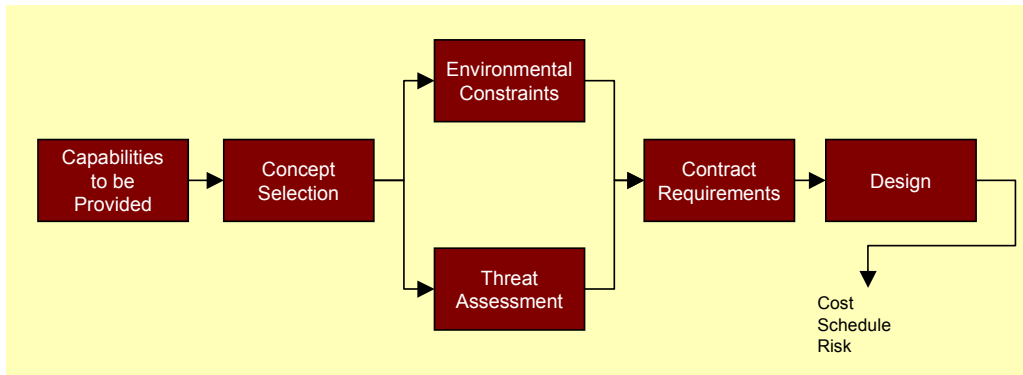 Capabilities
to be
Provided
Concept
Selection
Environmental
Constraints
Threat
Assessment
Contract
Requirements
Design
Cost
Schedule
Risk